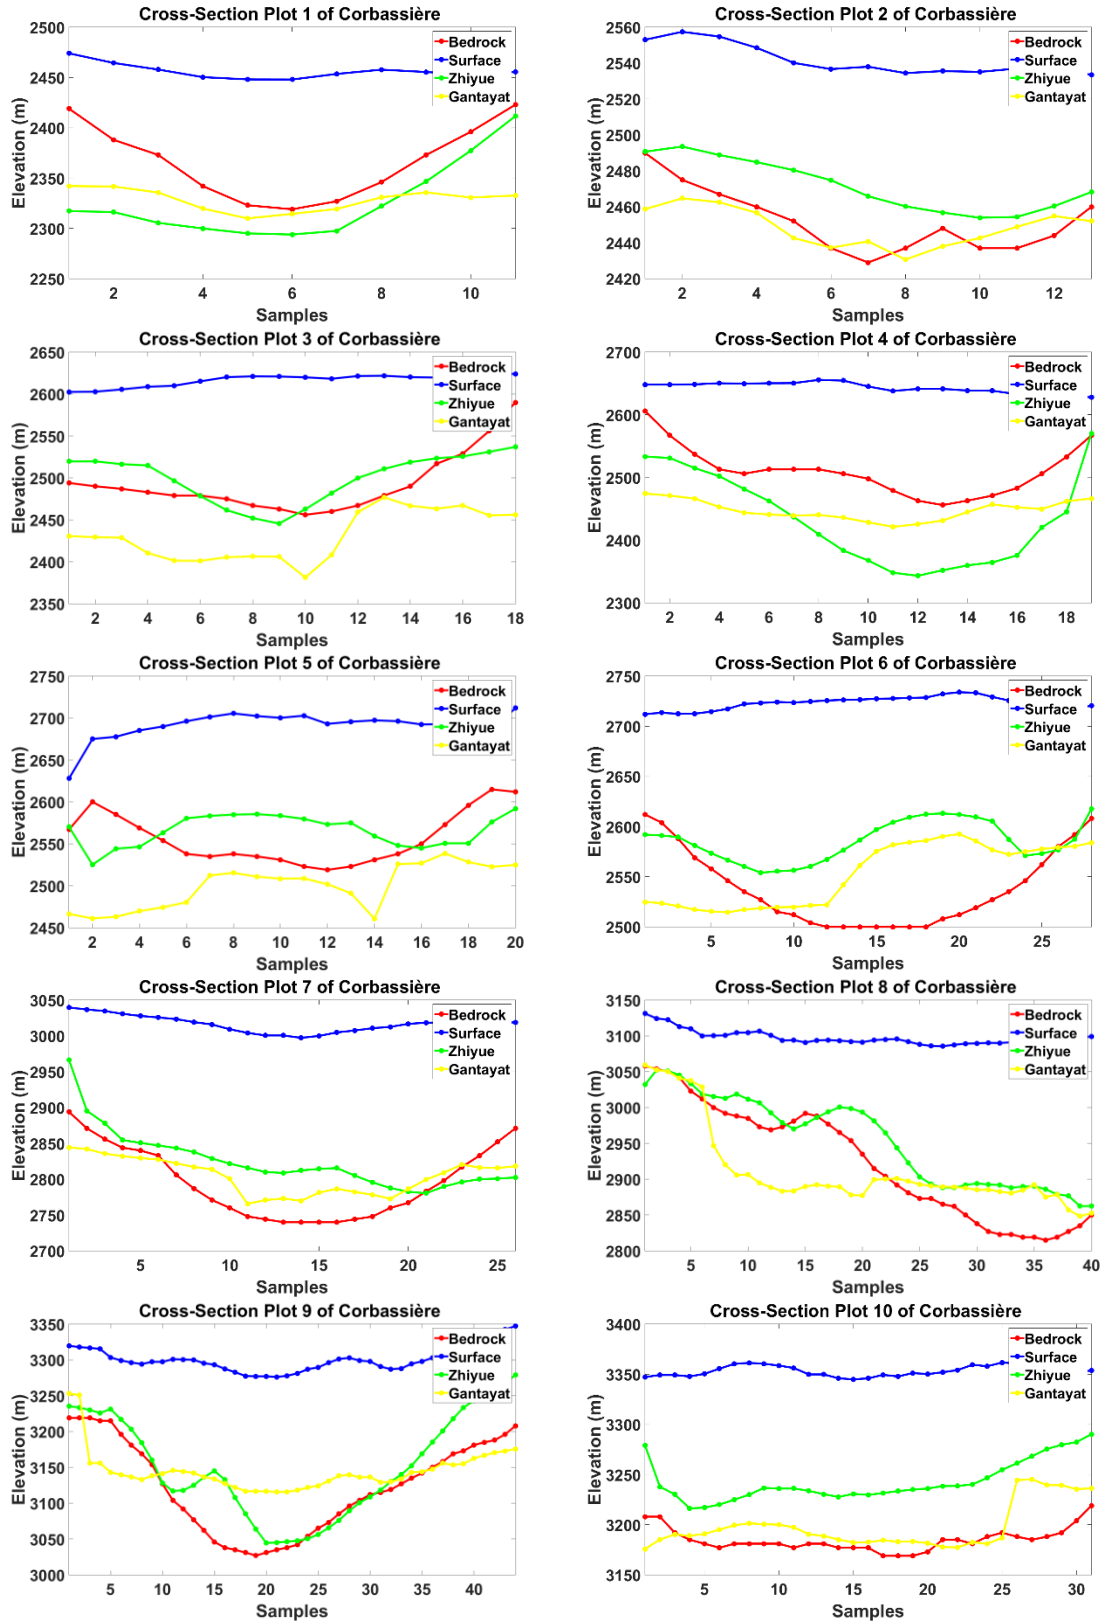 Cross-Section Plot 1 of Corbassière
2500
2450
2400
2350
2300
2250
Elevation (m)
2 4 6 8 10
Samples
Bedrock
Surface
Zhiyue
Gantayat
Cross-Section Plot 2 of Corbassière
2560
2540
2520
2500
2480
2460
2440
2420
Elevation (m)
2 4 6 8 10 12
Samples
Bedrock
Surface
Zhiyue
Gantayat
Cross-Section Plot 3 of Corbassière
2650
2600
2550
2500
2450
2400
2350
Elevation (m)
2 4 6 8 10 12 14 16 18
Samples
Bedrock
Surface
Zhiyue
Gantayat
Cross-Section Plot 4 of Corbassière
2700
2600
2500
2400
2300
Elevation (m)
2 4 6 8 10 12 14 16 18
Samples
Bedrock
Surface
Zhiyue
Gantayat
Cross-Section Plot 5 of Corbassière
2750
2700
2650
2600
2550
2500
2450
Elevation (m)
2 4 6 8 10 12 14 16 18 20
Samples
Bedrock
Surface
Zhiyue
Gantayat
Cross-Section Plot 6 of Corbassière
2750
2700
2650
2600
2550
2500
Elevation (m)
5 10 15 20 25
Samples
Bedrock
Surface
Zhiyue
Gantayat
Cross-Section Plot 7 of Corbassière
3050
3000
2950
2900
2850
2800
2750
2700
Elevation (m)
5 10 15 20 25
Samples
Bedrock
Surface
Zhiyue
Gantayat
Cross-Section Plot 8 of Corbassière
3150
3100
3050
3000
2950
2900
2850
2800
Elevation (m)
5 10 15 20 25 30 35 40
Samples
Bedrock
Surface
Zhiyue
Gantayat
Cross-Section Plot 9 of Corbassière
3350
3300
3250
3200
3150
3100
3050
3000
Elevation (m)
5 10 15 20 25 30 35 40
Samples
Bedrock
Surface
Zhiyue
Gantayat
Cross-Section Plot 10 of Corbassière
3400
3350
3300
3250
3200
3150
Elevation (m)
5 10 15 20 25 30
Samples
Bedrock
Surface
Zhiyue
Gantayat